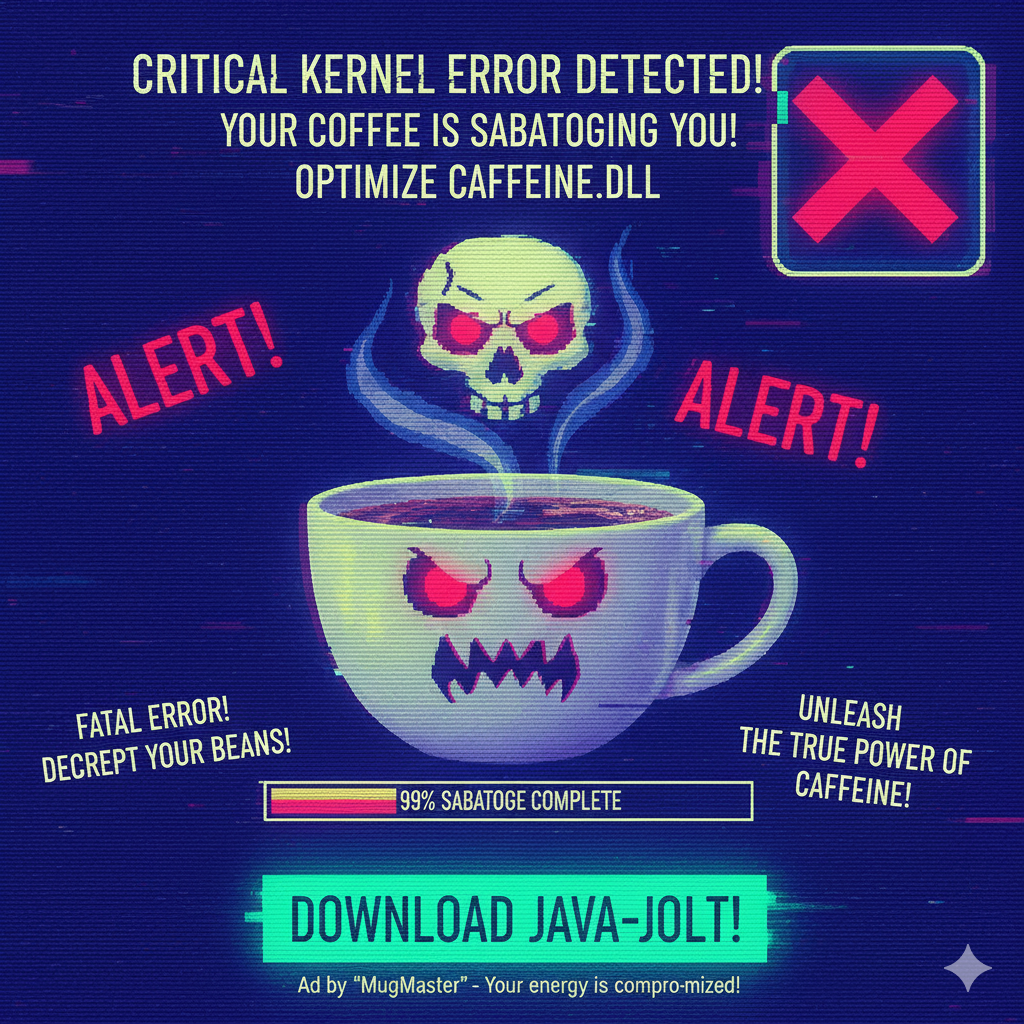 CRITICAL KERNEL ERROR DETECTED!
YOUR COFFEE IS SABATOGING YOU!
OPTIMIZE CAFFEINE.DLL
ALERT!
ALERT!
FATAL ERROR!
DECREPT YOUR BEANS!
UNLEASH
THE TRUE POWER OF
CAFFEINE!
99% SABATOGE COMPLETE
DOWNLOAD JAVA-JOLT!
Ad by “MugMaster” - Your energy is compro-mized!